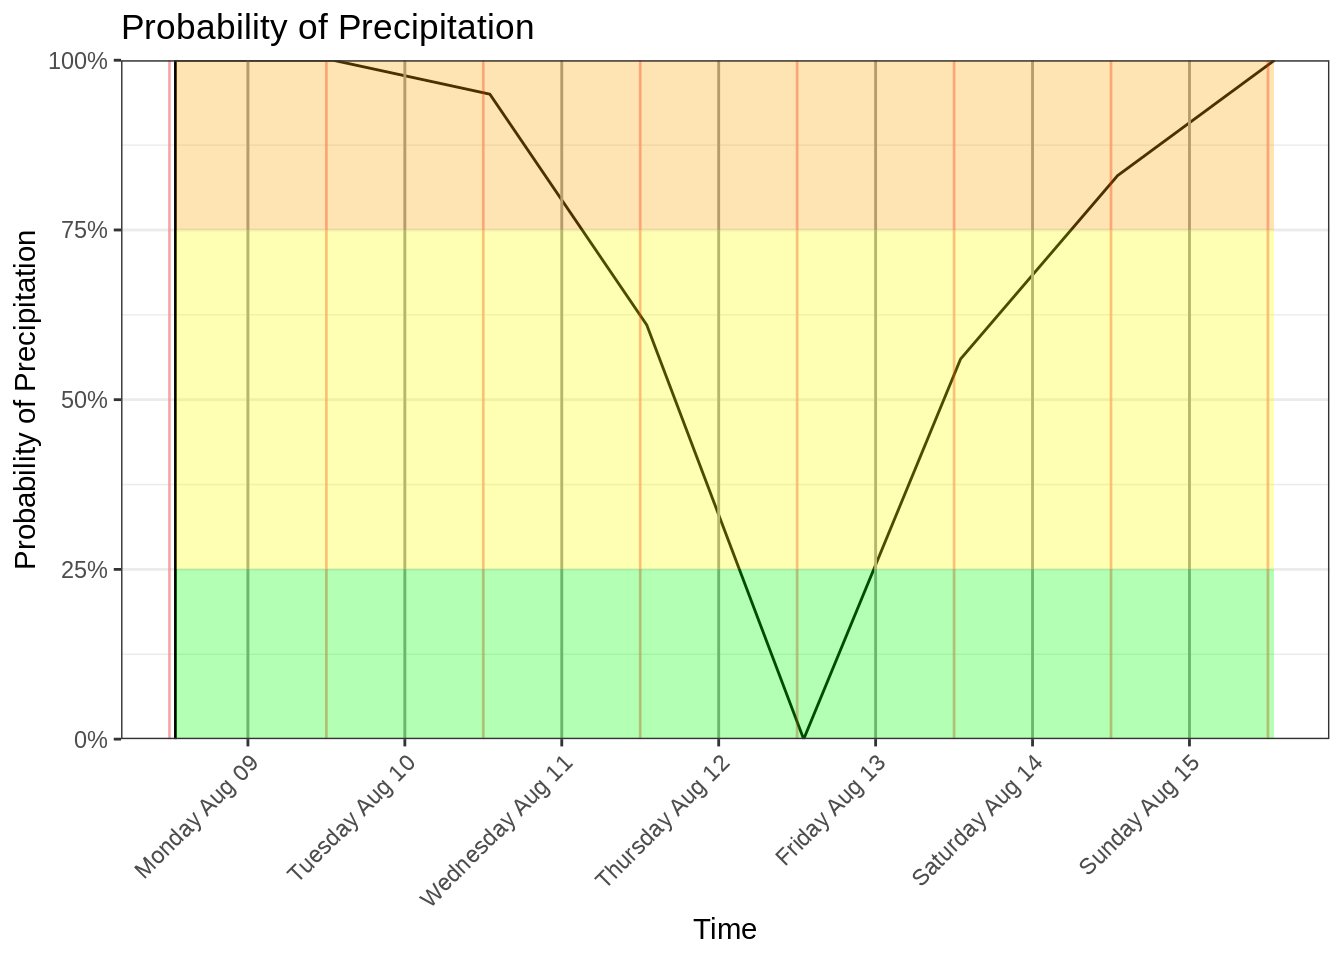 Probability of Precipitation
Probability of Precipitation
100%
75%
50%
25%
0%
Monday Aug 09
Tuesday Aug 10
Wednesday Aug 11
Thursday Aug 12
Friday Aug 13
Saturday Aug 14
Sunday Aug 15
Time